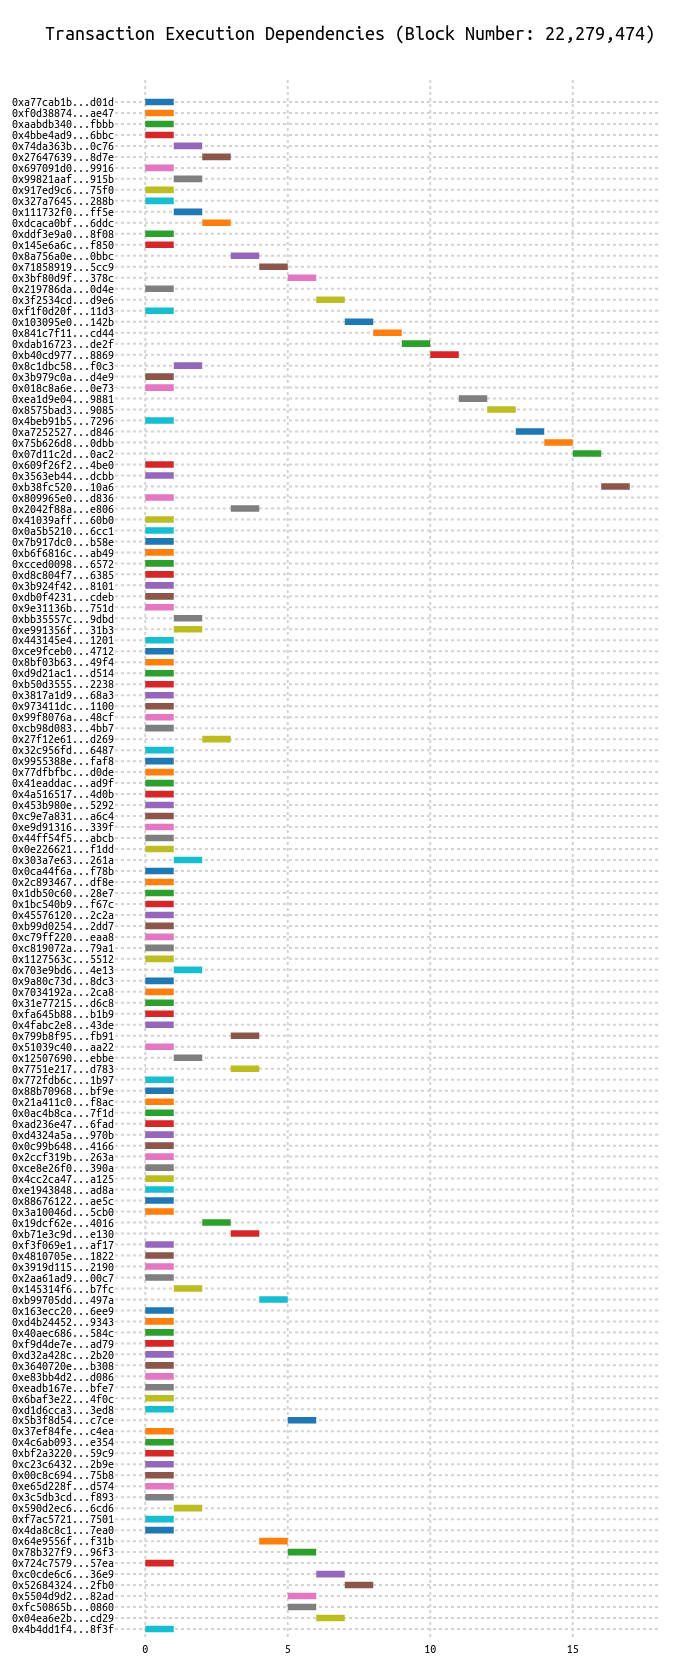 Transaction Execution Dependencies (Block Number: 22,279,474)
0xa77cab1b...d01d
0xf0d38874...ae47
0xaabdb340...fbbb
0x4bbe4ad9...6bbc
0x74da363b...0c76
0x27647639...8d7e
0x697091d0...9916
0x99821aaf...915b
0x917ed9c6...75f0
0x327a7645...288b
0x111732f0...ff5e
0xdcaca0bf...6ddc
0xddf3e9a0...8f08
0x145e6a6c...f850
0x8a756a0e...0bbc
0x71858919...5cc9
0x3bf80d9f...378c
0x219786da...0d4e
0x3f2534cd...d9e6
0xf1f0d20f...11d3
0x103095e0...142b
0x841c7f11...cd44
0xdab16723...de2f
0xb40cd977...8869
0x8c1dbc58...f0c3
0x3b979c0a...d4e9
0x018c8a6e...0e73
0xea1d9e04...9881
0x8575bad3...9085
0x4beb91b5...7296
0xa7252527...d846
0x75b626d8...0dbb
0x07d11c2d...0ac2
0x609f26f2...4be0
0x3563eb44...dcbb
0xb38fc520...10a6
0x809965e0...d836
0x2042f88a...e806
0x41039aff...60b0
0x0a5b5210...6cc1
0x7b917dc0...b58e
0xb6f6816c...ab49
0xcced0098...6572
0xd8c804f7...6385
0x3b924f42...8101
0xdb0f4231...cdeb
0x9e31136b...751d
0xbb35557c...9dbd
0xe991356f...31b3
0x443145e4...1201
0xce9fceb0...4712
0x8bf03b63...49f4
0xd9d21ac1...d514
0xb50d3555...2238
0x3817a1d9...68a3
0x973411dc...1100
0x99f8076a...48cf
0xcb98d083...4bb7
0x27f12e61...d269
0x32c956fd...6487
0x9955388e...faf8
0x77dfbfbc...d0de
0x41eaddac...ad9f
0x4a516517...4d0b
0x453b980e...5292
0xc9e7a831...a6c4
0xe9d91316...339f
0x44ff54f5...abcb
0x0e226621...f1dd
0x303a7e63...261a
0x0ca44f6a...f78b
0x2c893467...df8e
0x1db50c60...28e7
0x1bc540b9...f67c
0x45576120...2c2a
0xb99d0254...2dd7
0xc79ff220...eaa8
0xc819072a...79a1
0x1127563c...5512
0x703e9bd6...4e13
0x9a80c73d...8dc3
0x7034192a...2ca8
0x31e77215...d6c8
0xfa645b88...b1b9
0x4fabc2e8...43de
0x799b8f95...fb91
0x51039c40...aa22
0x12507690...ebbe
0x7751e217...d783
0x772fdb6c...1b97
0x88b70968...bf9e
0x21a411c0...f8ac
0x0ac4b8ca...7f1d
0xad236e47...6fad
0xd4324a5a...970b
0x0c99b648...4166
0x2ccf319b...263a
0xce8e26f0...390a
0x4cc2ca47...a125
0xe1943848...ad8a
0x88676122...ae5c
0x3a10046d...5cb0
0x19dcf62e...4016
0xb71e3c9d...e130
0xf3f069e1...af17
0x4810705e...1822
0x3919d115...2190
0x2aa61ad9...00c7
0x145314f6...b7fc
0xb99705dd...497a
0x163ecc20...6ee9
0xd4b24452...9343
0x40aec686...584c
0xf9d4de7e...ad79
0xd32a428c...2b20
0x3640720e...b308
0xe83bb4d2...d086
0xeadb167e...bfe7
0x6baf3e22...4f0c
0xd1d6cca3...3ed8
0x5b3f8d54...c7ce
0x37ef84fe...c4ea
0x4c6ab093...e354
0xbf2a3220...59c9
0xc23c6432...2b9e
0x00c8c694...75b8
0xe65d228f...d574
0x3c5db3cd...f893
0x590d2ec6...6cd6
0xf7ac5721...7501
0x4da8c8c1...7ea0
0x64e9556f...f31b
0x78b327f9...96f3
0x724c7579...57ea
0xc0cde6c6...36e9
0x52684324...2fb0
0x5504d9d2...82ad
0xfc50865b...0860
0x04ea6e2b...cd29
0x4b4dd1f4...8f3f
0 5 10 15